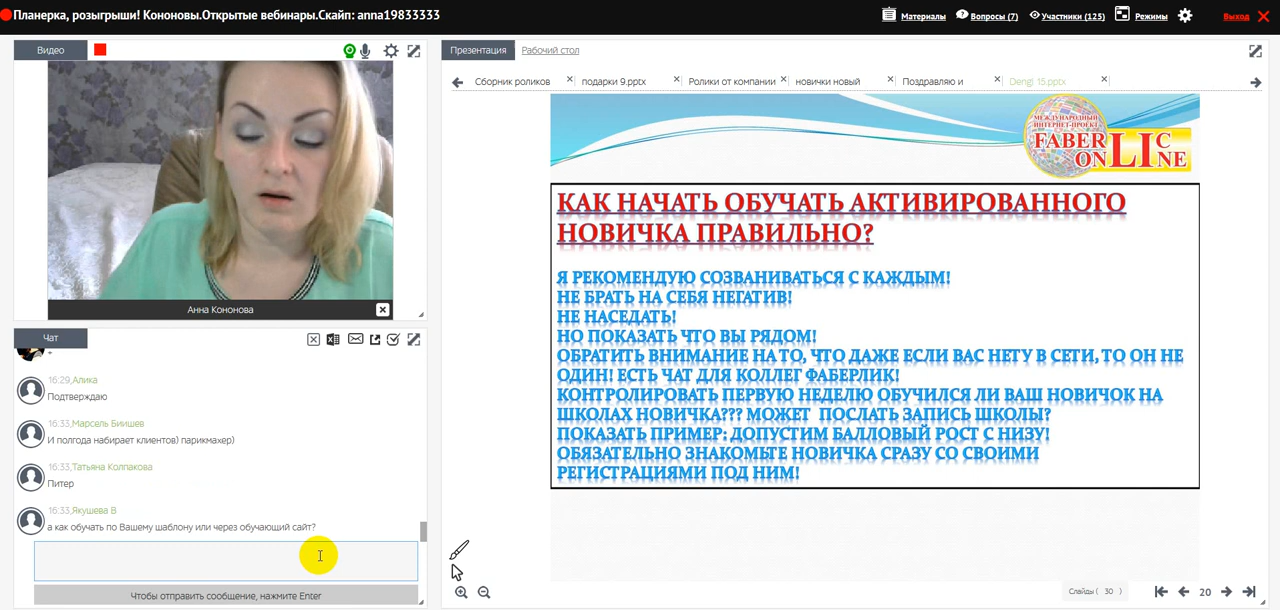 Планерка, розыгрыши! Кононовы.Открытые вебинары.Скайп: anna19833333
Материалы
Вопросы (7)
Участники (125)
Режимы
Выход
Видео
Анна Кононова
Чат
16:29,Алика
Подтверждаю
16:33,Марсель Биишев
И полгода набирает клиентов) парикмахер)
16:33,Татьяна Колпакова
Питер
16:33,Якушева В
а как обучать по Вашему шаблону или через обучающий сайт?
Чтобы отправить сообщение, нажмите Enter
Презентация
Рабочий стол
Сборник роликов
подарки 9.pptx
Ролики от компании
новички новый
Поздравляю и
Dengi 15.pptx
МЕЖДУНАРОДНЫЙ
ИНТЕРНЕТ-ПРОЕКТ
FABERLIC
ONLINE
КАК НАЧАТЬ ОБУЧАТЬ АКТИВИРОВАННОГО
НОВИЧКА ПРАВИЛЬНО?
Я РЕКОМЕНДУЮ СОЗВАНИВАТЬСЯ С КАЖДЫМ!
НЕ БРАТЬ НА СЕБЯ НЕГАТИВ!
НЕ НАСЕДАТЬ!
НО ПОКАЗАТЬ ЧТО ВЫ РЯДОМ!
ОБРАТИТЬ ВНИМАНИЕ НА ТО, ЧТО ДАЖЕ ЕСЛИ ВАС НЕТУ В СЕТИ, ТО ОН НЕ
ОДИН! ЕСТЬ ЧАТ ДЛЯ КОЛЛЕГ ФАБЕРЛИК!
КОНТРОЛИРОВАТЬ ПЕРВУЮ НЕДЕЛЮ ОБУЧИЛСЯ ЛИ ВАШ НОВИЧОК НА
ШКОЛАХ НОВИЧКА??? МОЖЕТ ПОСЛАТЬ ЗАПИСЬ ШКОЛЫ?
ПОКАЗАТЬ ПРИМЕР: ДОПУСТИМ БАЛЛОВЫЙ РОСТ С НИЗУ!
ОБЯЗАТЕЛЬНО ЗНАКОМЬТЕ НОВИЧКА СРАЗУ СО СВОИМИ
РЕГИСТРАЦИЯМИ ПОД НИМ!
Слайды ( 30 )
20